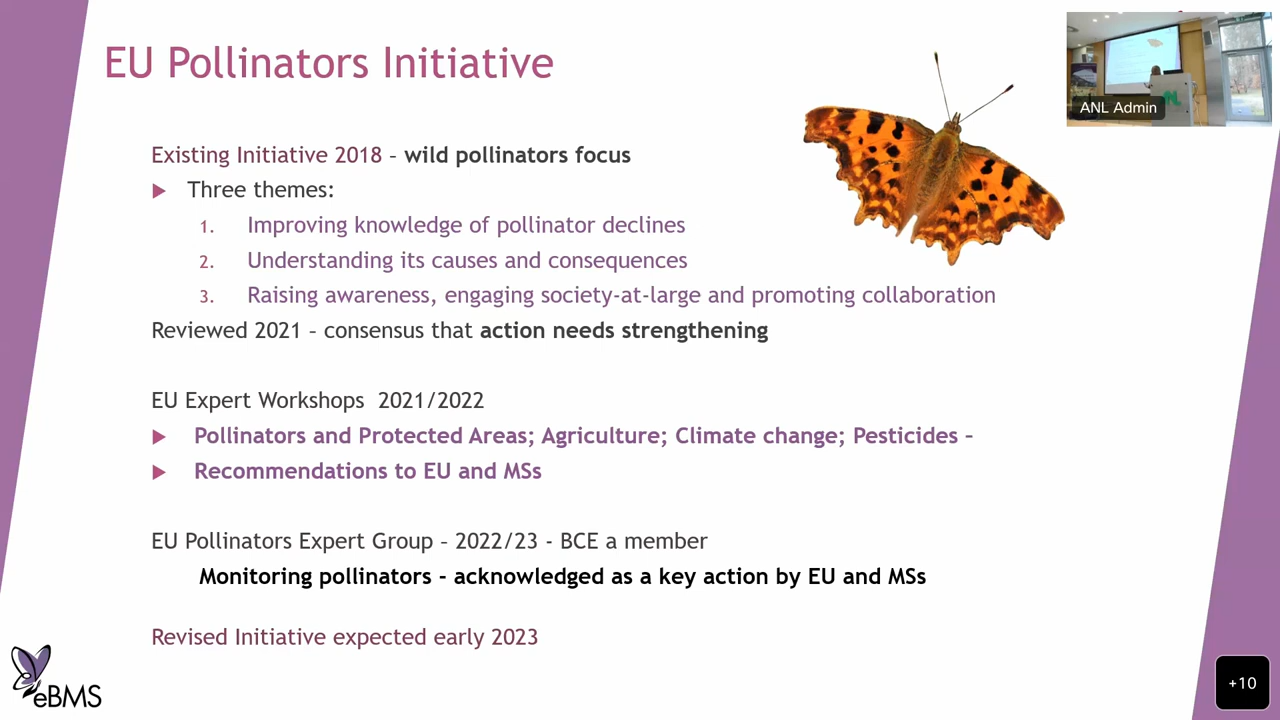 EU Pollinators Initiative
ANL Admin
Existing Initiative 2018 – wild pollinators focus
Three themes:
1. Improving knowledge of pollinator declines
2. Understanding its causes and consequences
3. Raising awareness, engaging society-at-large and promoting collaboration
Reviewed 2021 – consensus that action needs strengthening
EU Expert Workshops 2021/2022
Pollinators and Protected Areas; Agriculture; Climate change; Pesticides –
Recommendations to EU and MSs
EU Pollinators Expert Group – 2022/23 - BCE a member
Monitoring pollinators - acknowledged as a key action by EU and MSs
Revised Initiative expected early 2023
eBMS
+10